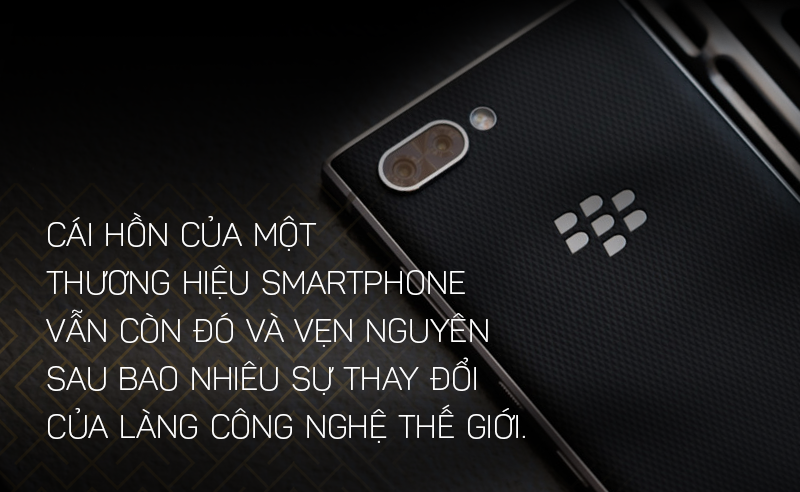 CÁI HỒN CỦA MỘT
THƯƠNG HIỆU SMARTPHONE
VẪN CÒN ĐÓ VÀ VẸN NGUYÊN
SAU BAO NHIÊU SỰ THAY ĐỔI
CỦA LÀNG CÔNG NGHỆ THẾ GIỚI.